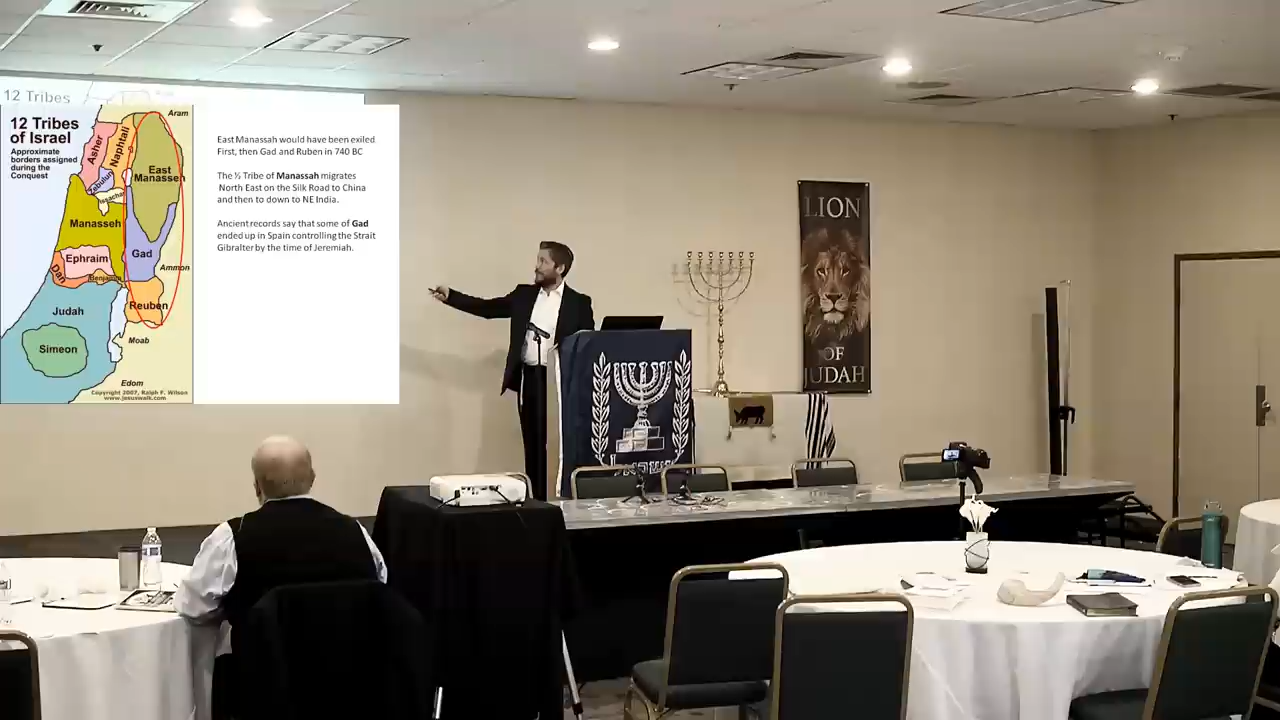 12 Tribes
12 Tribes
of Israel
Approximate
borders assigned
during the
Conquest
Aram
Asher
Naphtali
Zebulun
Issachar
East
Manasseh
Manasseh
Gad
Ephraim
Ammon
Dan
Benjamin
Reuben
Judah
Moab
Simeon
Edom
Copyright 2007, Ralph F. Wilson
www.jesuswalk.com
East Manassah would have been exiled
First, then Gad and Ruben in 740 BC
The ½ Tribe of Manassah migrates
North East on the Silk Road to China
and then to down to NE India.
Ancient records say that some of Gad
ended up in Spain controlling the Strait
Gibralter by the time of Jeremiah.
LION
OF
JUDAH